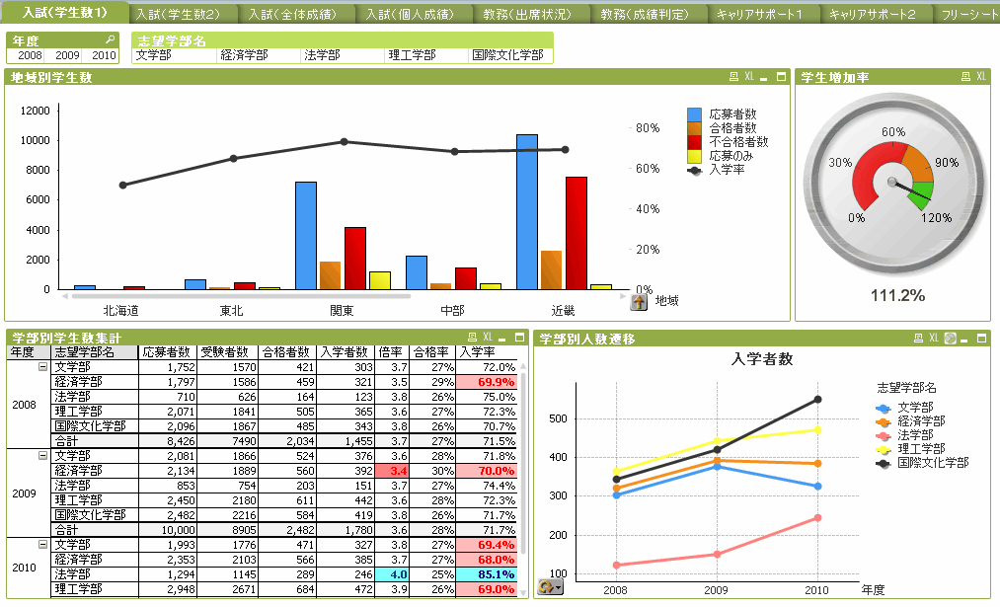 入試(学生数1) 入試(学生数2) 入試(全体成績) 入試(個人成績) 教務(出席状況) 教務(成績判定) キャリアサポート1 キャリアサポート2 フリーシート
年度 志望学部名
2008 2009 2010 文学部 経済学部 法学部 理工学部 国際文化学部
地域別学生数 XL
12000
10000
8000
6000
4000
2000
0
80%
60%
40%
20%
0%
北海道 東北 関東 中部 近畿
地域
応募者数
合格者数
不合格者数
応募のみ
入学率
学生増加率 XL
0% 30% 60% 90% 120%
111.2%
学部別学生数集計 XL
年度 志望学部名 応募者数 受験者数 合格者数 入学者数 倍率 合格率 入学率
2008 文学部 1,752 1570 421 303 3.7 27% 72.0%
経済学部 1,797 1586 459 321 3.5 29% 69.9%
法学部 710 626 164 123 3.8 26% 75.0%
理工学部 2,071 1841 505 365 3.6 27% 72.3%
国際文化学部 2,096 1867 485 343 3.8 26% 70.7%
合計 8,426 7490 2,034 1,455 3.7 27% 71.5%
2009 文学部 2,081 1866 524 376 3.6 28% 71.8%
経済学部 2,134 1889 560 392 3.4 30% 70.0%
法学部 853 754 203 151 3.7 27% 74.4%
理工学部 2,450 2180 611 442 3.6 28% 72.3%
国際文化学部 2,482 2216 584 419 3.8 26% 71.7%
合計 10,000 8905 2,482 1,780 3.6 28% 71.7%
2010 文学部 1,993 1776 471 327 3.8 27% 69.4%
経済学部 2,353 2103 566 385 3.7 27% 68.0%
法学部 1,294 1145 289 246 4.0 25% 85.1%
理工学部 2,948 2671 684 472 3.9 26% 69.0%
学部別人数遷移 XL
入学者数
500
400
300
200
100
2008 2009 2010 年度
志望学部名
文学部
経済学部
法学部
理工学部
国際文化学部